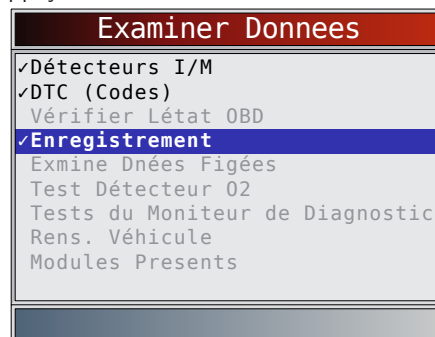 Examiner Donnees
✓Détecteurs I/M
✓DTC (Codes)
Vérifier Létat OBD
✓Enregistrement
Exmine Dnées Figées
Test Détecteur O2
Tests du Moniteur de Diagnostic
Rens. Véhicule
Modules Presents